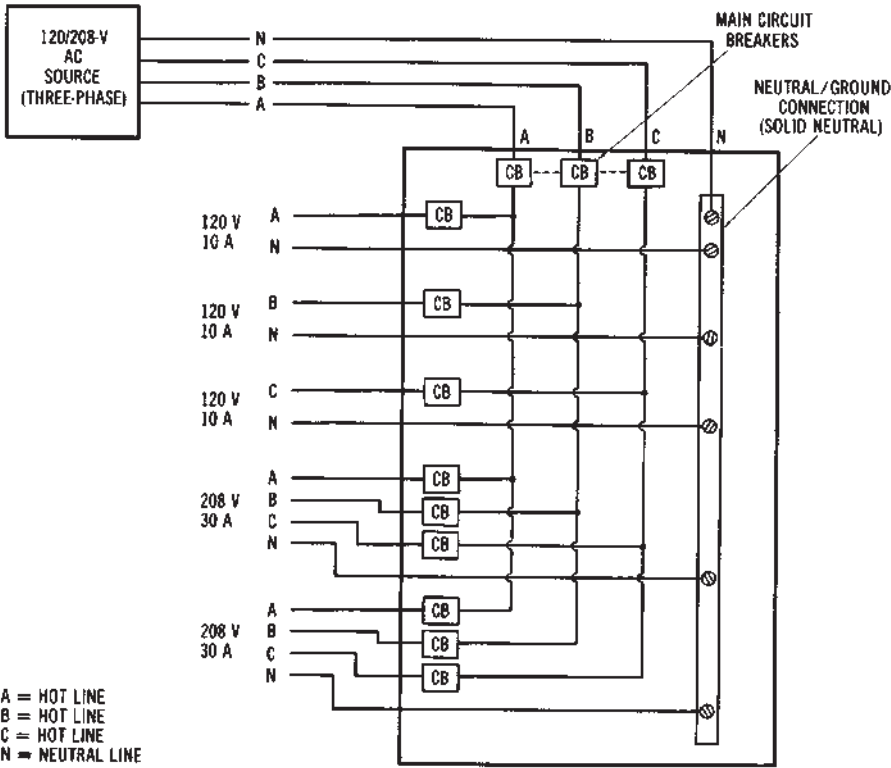 120/208-V
AC
SOURCE
(THREE-PHASE)
N
C
B
A
MAIN CIRCUIT
BREAKERS
NEUTRAL/GROUND
CONNECTION
(SOLID NEUTRAL)
A
B
C
N
CB
CB
CB
120 V
10 A
A
N
CB
120 V
10 A
B
N
CB
120 V
10 A
C
N
CB
208 V
30 A
A
B
C
N
CB
CB
CB
208 V
30 A
A
B
C
N
CB
CB
CB
A = HOT LINE
B = HOT LINE
C = HOT LINE
N = NEUTRAL LINE